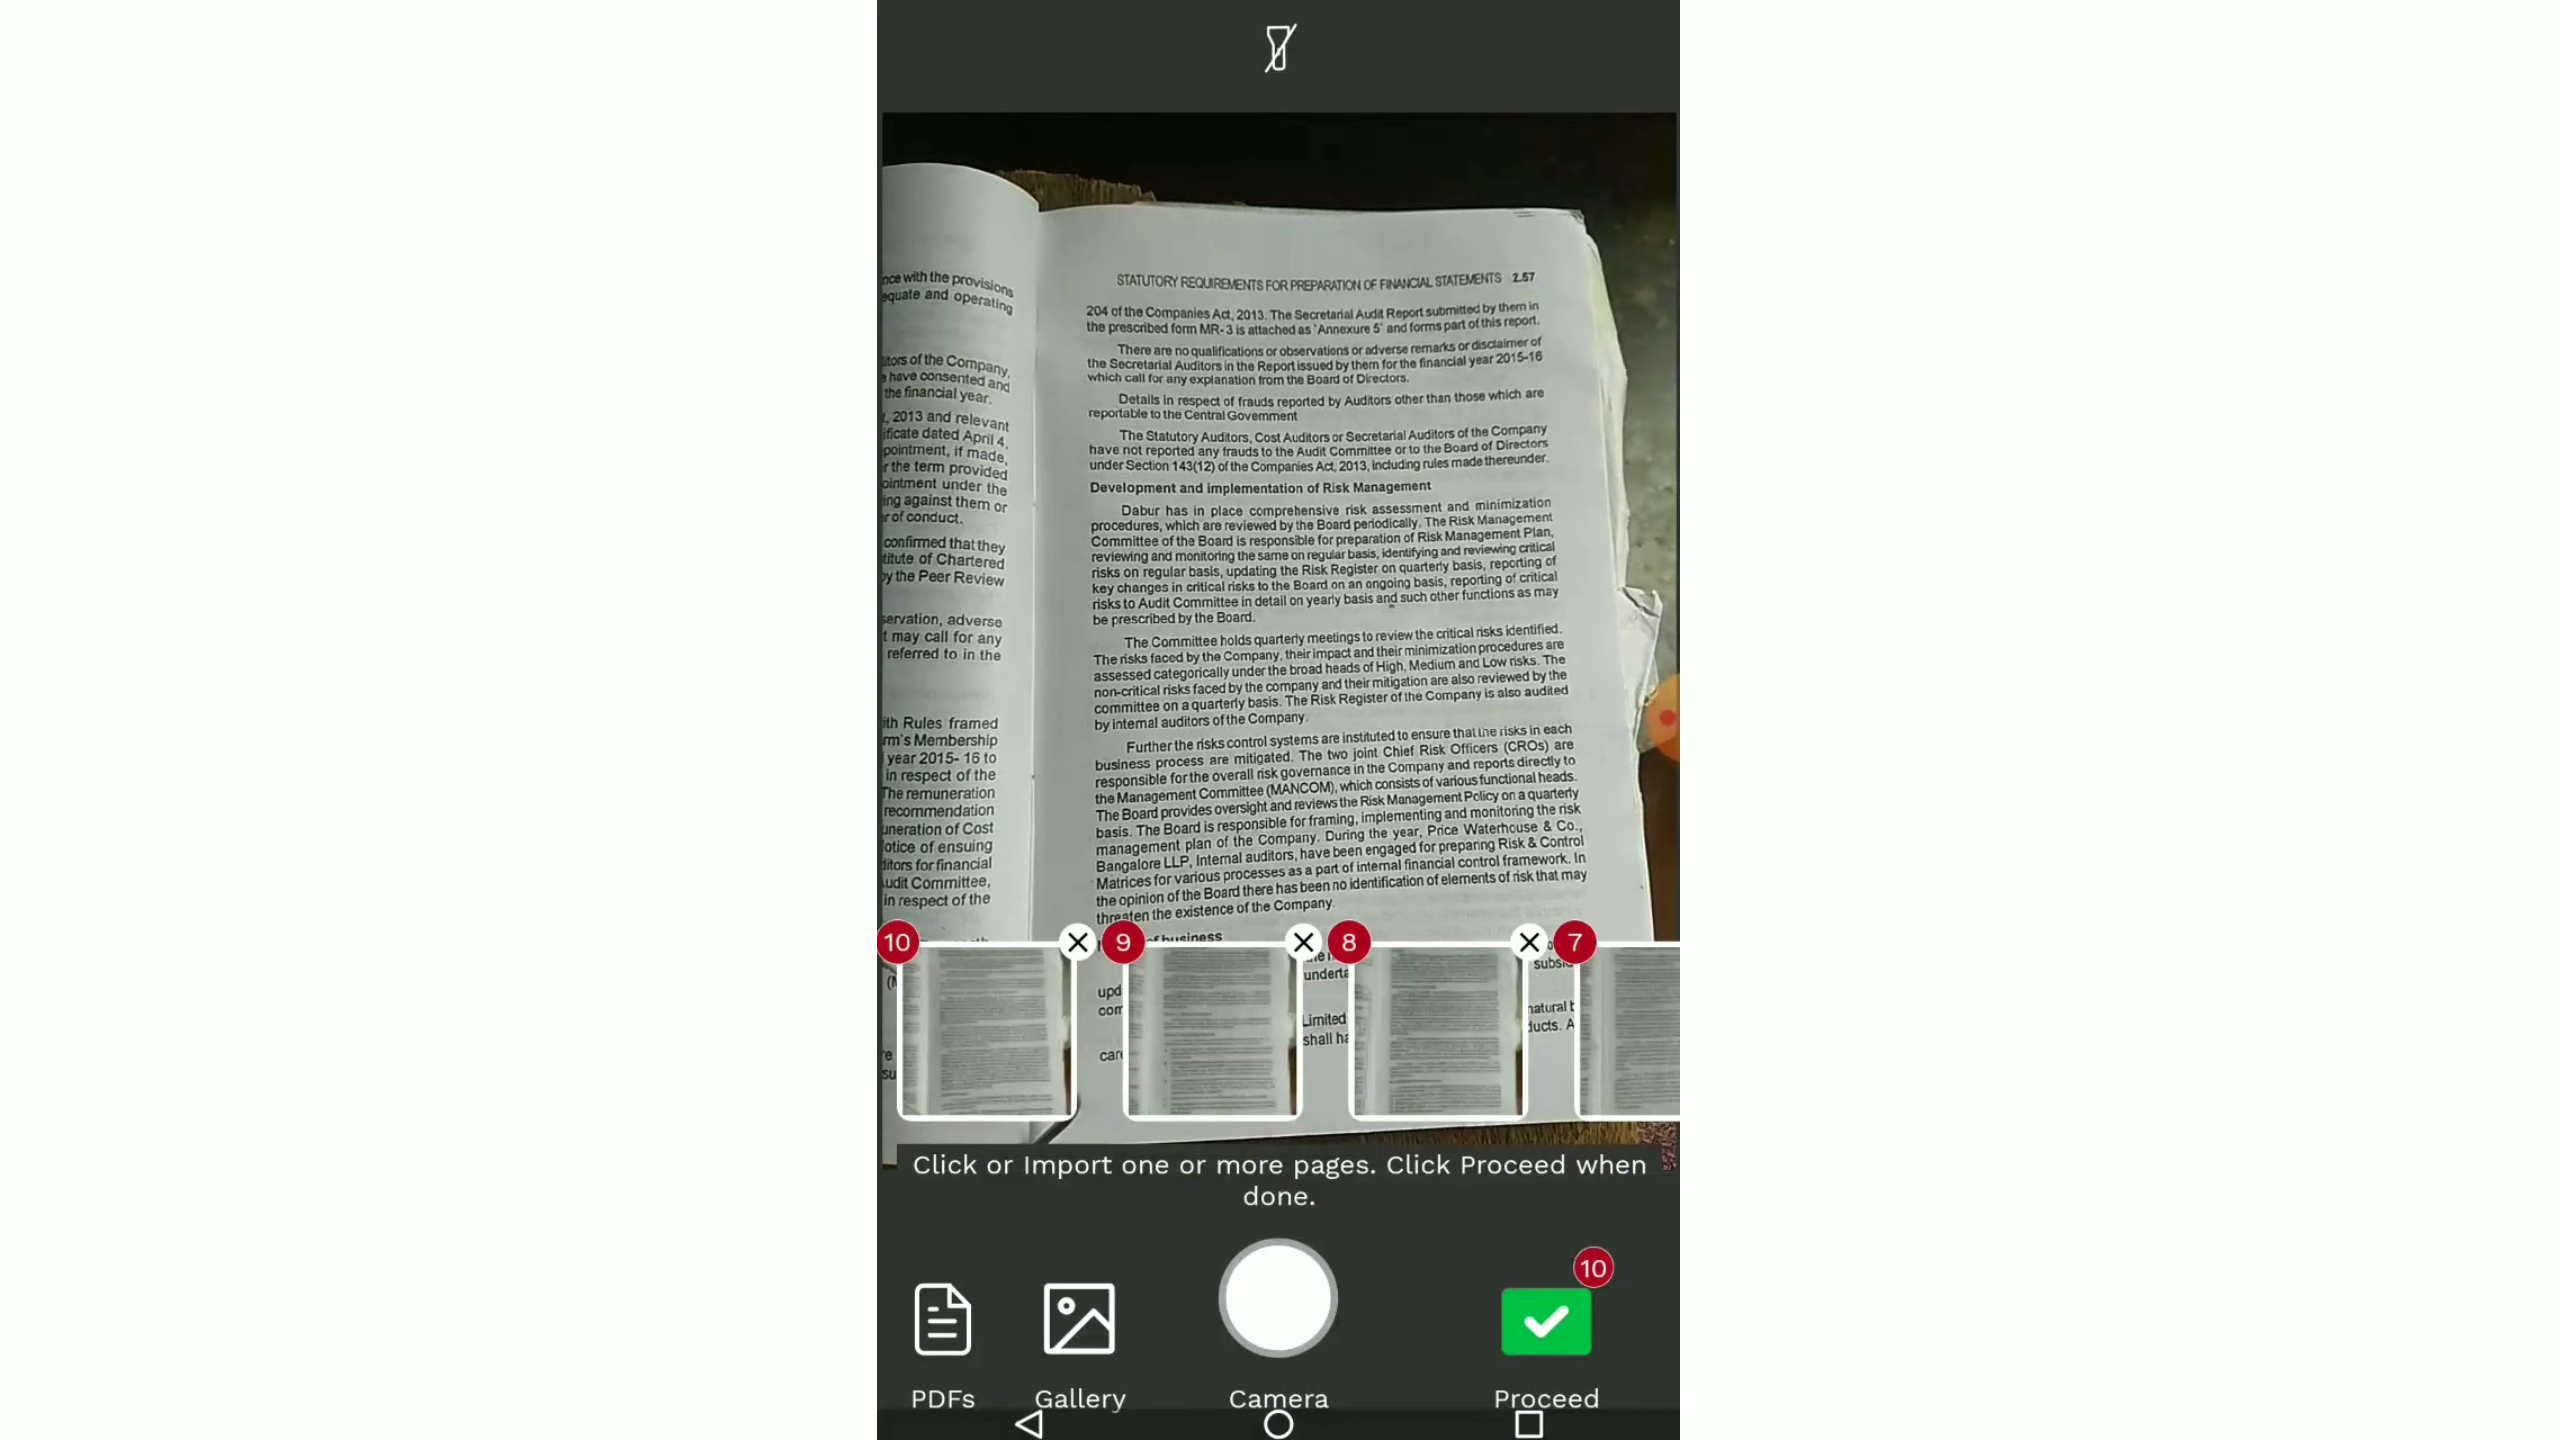 nce with the provisions
equate and operating
itors of the Company,
have consented and
the financial year.
, 2013 and relevant
ificate dated April 4,
pointment, if made,
r the term provided
ointment under the
ing against them or
r of conduct.
confirmed that they
titute of Chartered
by the Peer Review
servation, adverse
t may call for any
referred to in the
ith Rules framed
rm's Membership
year 2015- 16 to
in respect of the
The remuneration
recommendation
uneration of Cost
otice of ensuing
ditors for financial
udit Committee,
in respect of the
STATUTORY REQUIREMENTS FOR PREPARATION OF FINANCIAL STATEMENTS 2.57
204 of the Companies Act, 2013. The Secretarial Audit Report submitted by them in
the prescribed form MR- 3 is attached as 'Annexure 5' and forms part of this report.
There are no qualifications or observations or adverse remarks or disclaimer of
the Secretarial Auditors in the Report issued by them for the financial year 2015-16
which call for any explanation from the Board of Directors.
Details in respect of frauds reported by Auditors other than those which are
reportable to the Central Government
The Statutory Auditors, Cost Auditors or Secretarial Auditors of the Company
have not reported any frauds to the Audit Committee or to the Board of Directors
under Section 143(12) of the Companies Act, 2013, including rules made thereunder.
Development and implementation of Risk Management
Dabur has in place comprehensive risk assessment and minimization
procedures, which are reviewed by the Board periodically. The Risk Management
Committee of the Board is responsible for preparation of Risk Management Plan,
reviewing and monitoring the same on regular basis, identifying and reviewing critical
risks on regular basis, updating the Risk Register on quarterly basis, reporting of
key changes in critical risks to the Board on an ongoing basis, reporting of critical
risks to Audit Committee in detail on yearly basis and such other functions as may
be prescribed by the Board.
The Committee holds quarterly meetings to review the critical risks identified.
The risks faced by the Company, their impact and their minimization procedures are
assessed categorically under the broad heads of High, Medium and Low risks. The
non-critical risks faced by the company and their mitigation are also reviewed by the
committee on a quarterly basis. The Risk Register of the Company is also audited
by internal auditors of the Company.
Further the risks control systems are instituted to ensure that the risks in each
business process are mitigated. The two joint Chief Risk Officers (CROs) are
responsible for the overall risk governance in the Company and reports directly to
the Management Committee (MANCOM), which consists of various functional heads.
The Board provides oversight and reviews the Risk Management Policy on a quarterly
basis. The Board is responsible for framing, implementing and monitoring the risk
management plan of the Company. During the year, Price Waterhouse & Co.,
Bangalore LLP, Internal auditors, have been engaged for preparing Risk & Control
Matrices for various processes as a part of internal financial control framework. In
the opinion of the Board there has been no identification of elements of risk that may
threaten the existence of the Company.
of business
10 9 8 7
underta
subsi
upd
natural b
com
Limited
ducts. A
shall ha
care
Click or Import one or more pages. Click Proceed when
done.
10
PDFs Gallery Camera Proceed